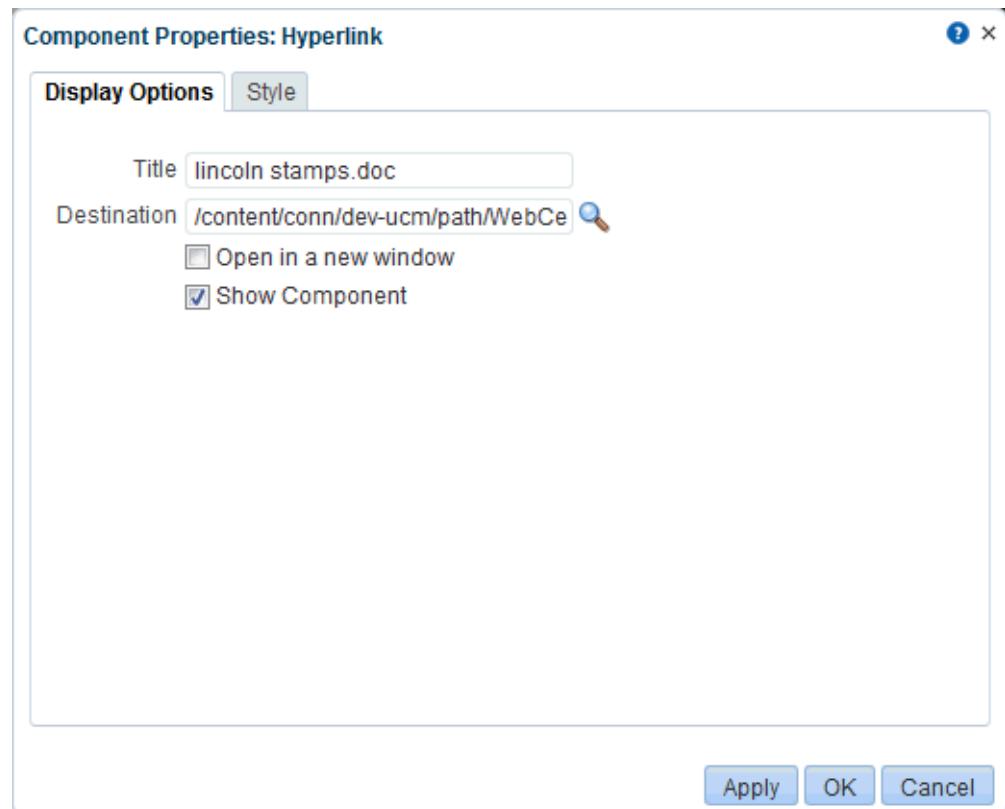 Component Properties: Hyperlink
Display Options Style
Title lincoln stamps.doc
Destination /content/conn/dev-ucm/path/WebCe
Open in a new window
Show Component
Apply OK Cancel